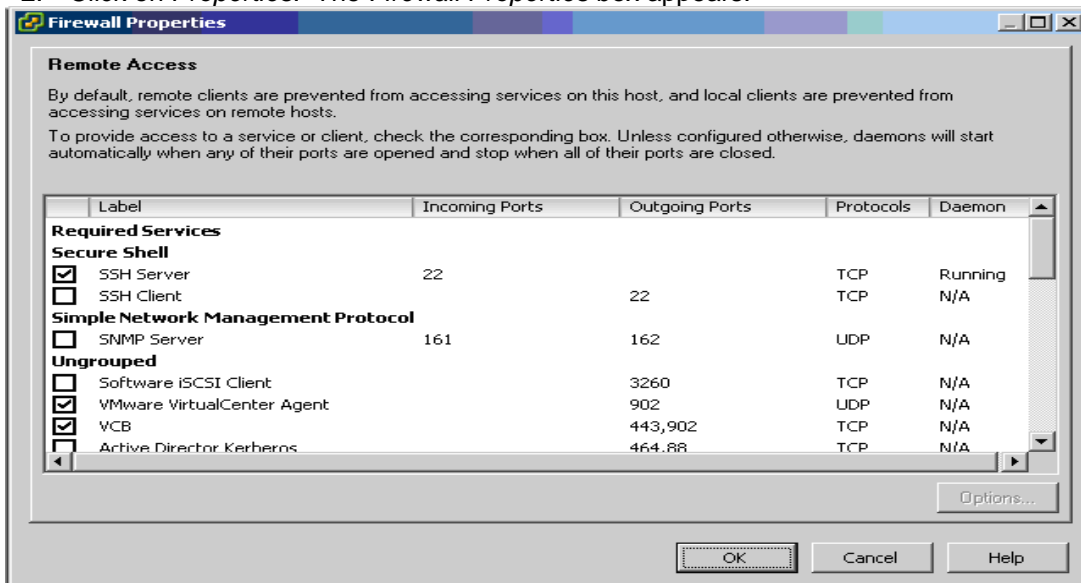 2. Click on Properties. The Firewall Properties box appears.
Firewall Properties
Remote Access
By default, remote clients are prevented from accessing services on this host, and local clients are prevented from
accessing services on remote hosts.
To provide access to a service or client, check the corresponding box. Unless configured otherwise, daemons will start
automatically when any of their ports are opened and stop when all of their ports are closed.
Label Incoming Ports Outgoing Ports Protocols Daemon
Required Services
Secure Shell
SSH Server 22 TCP Running
SSH Client 22 TCP N/A
Simple Network Management Protocol
SNMP Server 161 162 UDP N/A
Ungrouped
Software iSCSI Client 3260 TCP N/A
VMware VirtualCenter Agent 902 UDP N/A
VCB 443,902 TCP N/A
Active Director Kerberos 464,88 TCP N/A
Options...
OK Cancel Help